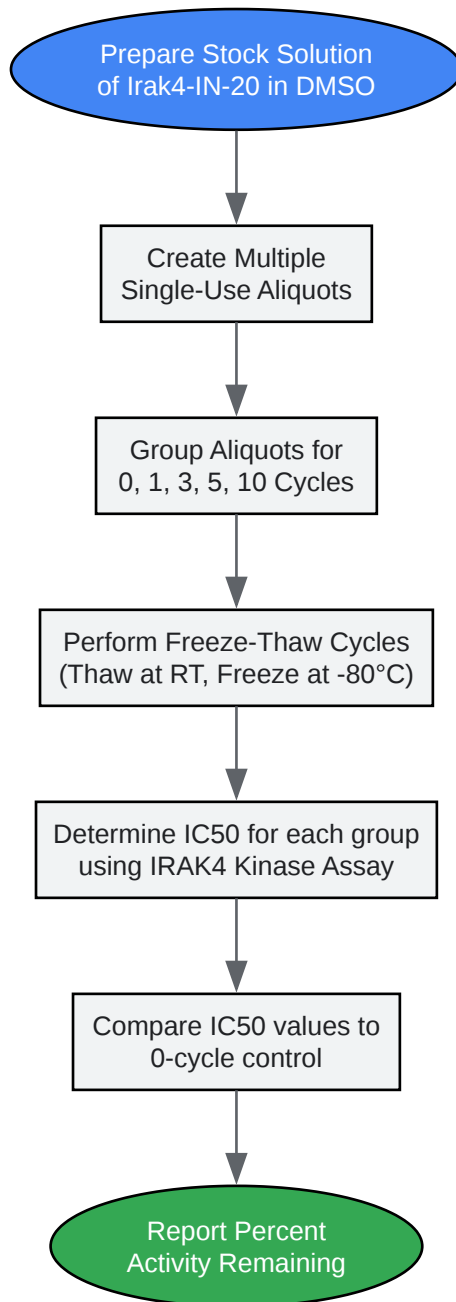 Prepare Stock Solution
of Irak4-IN-20 in DMSO
Create Multiple
Single-Use Aliquots
Group Aliquots for
0, 1, 3, 5, 10 Cycles
Perform Freeze-Thaw Cycles
(Thaw at RT, Freeze at -80°C)
Determine IC50 for each group
using IRAK4 Kinase Assay
Compare IC50 values to
0-cycle control
Report Percent
Activity Remaining